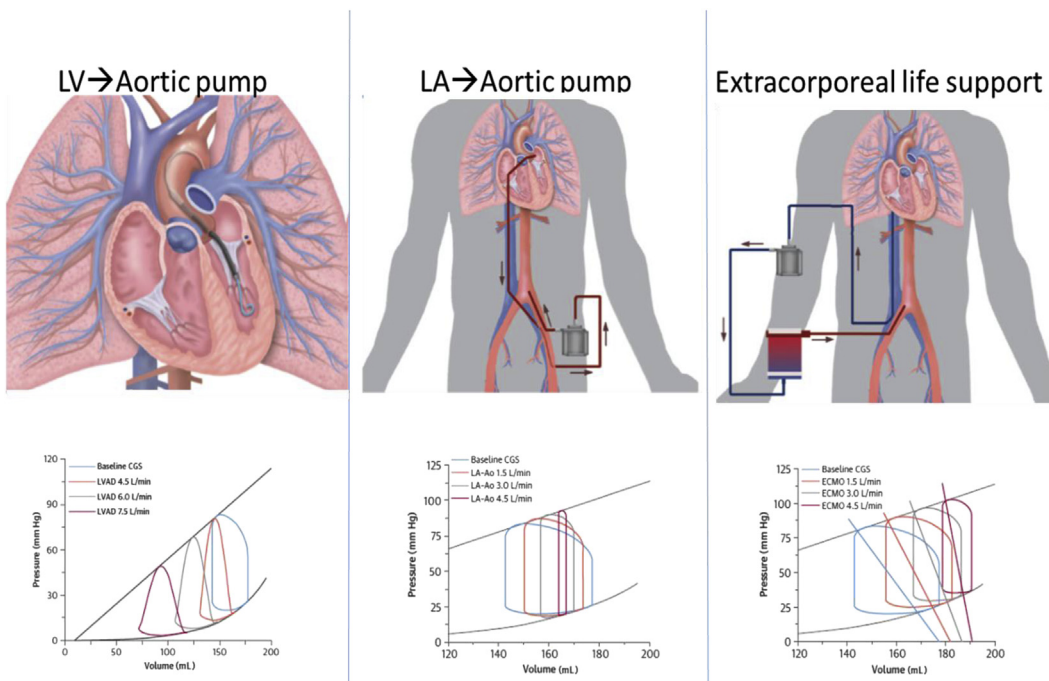 LV→Aortic pump
LA→Aortic pump
Extracorporeal life support
120
90
60
30
0
Pressure (mm Hg)
Baseline CGS
LVAD 4.5 L/min
LVAD 6.0 L/min
LVAD 7.5 L/min
0
50
100
150
200
Volume (mL)
125
100
75
50
25
0
Pressure (mm Hg)
Baseline CGS
LA-Ao 1.5 L/min
LA-Ao 3.0 L/min
LA-Ao 4.5 L/min
120
140
160
180
200
Volume (mL)
125
100
75
50
25
0
Pressure (mm Hg)
Baseline CGS
ECMO 1.5 L/min
ECMO 3.0 L/min
ECMO 4.5 L/min
120
140
160
180
200
Volume (mL)